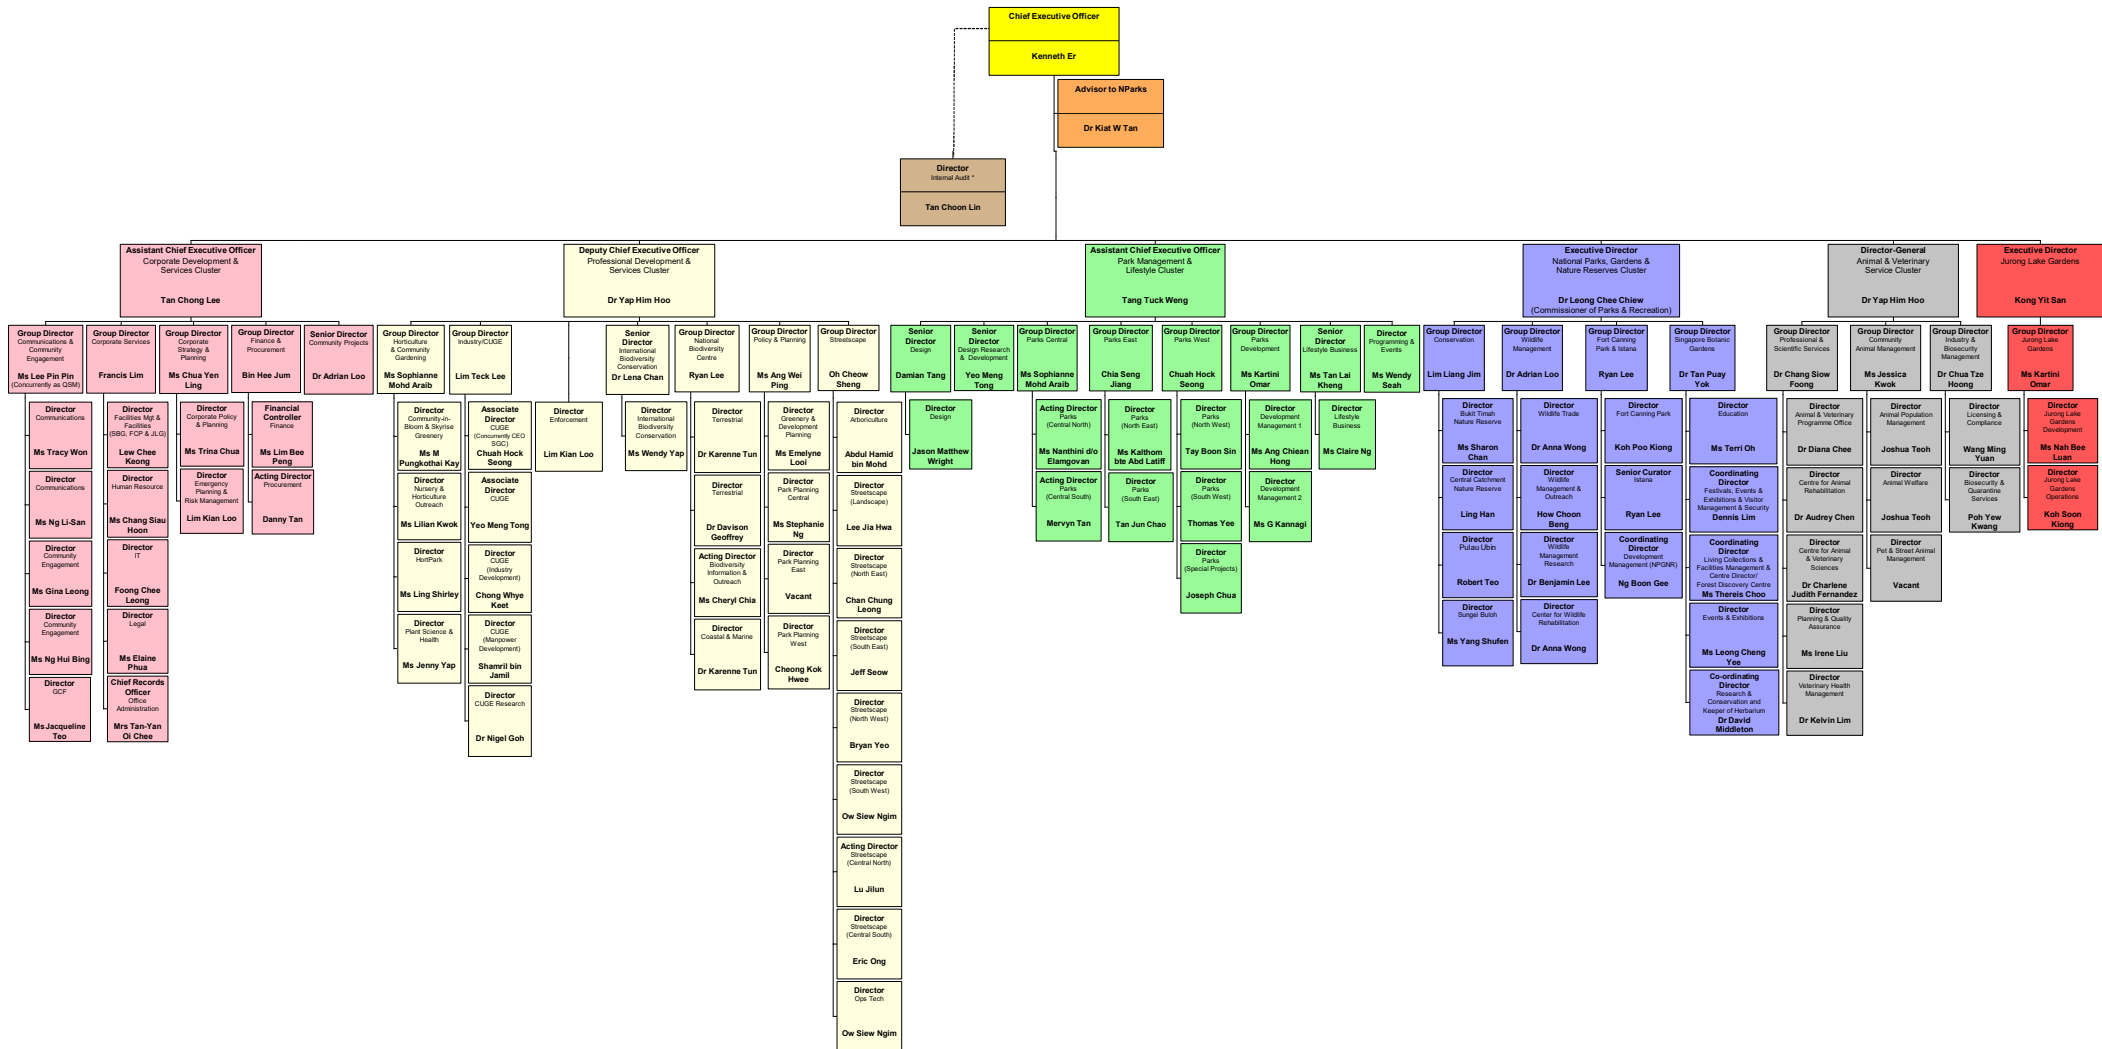 Chief Executive Officer
Kenneth Er
Advisor to NParks
Dr Kiat W Tan
Director
Internal Audit *
Tan Choon Lin
Assistant Chief Executive Officer
Corporate Development &
Services Cluster
Tan Chong Lee
Deputy Chief Executive Officer
Professional Development &
Services Cluster
Dr Yap Him Hoo
Assistant Chief Executive Officer
Park Management &
Lifestyle Cluster
Tang Tuck Weng
Executive Director
National Parks, Gardens &
Nature Reserves Cluster
Dr Leong Chee Chiew
(Commissioner of Parks & Recreation)
Director-General
Animal & Veterinary
Service Cluster
Dr Yap Him Hoo
Executive Director
Jurong Lake Gardens
Kong Yit San
Group Director
Communications &
Community
Engagement
Ms Lee Pin Pin
(Concurrently as QSM)
Group Director
Corporate Services
Francis Lim
Group Director
Corporate
Strategy &
Planning
Ms Chua Yen
Ling
Group Director
Finance &
Procurement
Bin Hee Jum
Senior Director
Community Projects
Dr Adrian Loo
Group Director
Horticulture
& Community
Gardening
Ms Sophianne
Mohd Araib
Group Director
Industry/CUGE
Lim Teck Lee
Senior
Director
International
Biodiversity
Conservation
Dr Lena Chan
Group Director
National
Biodiversity
Centre
Ryan Lee
Group Director
Policy & Planning
Ms Ang Wei
Ping
Group Director
Streetscape
Oh Cheow
Sheng
Senior
Director
Design
Damian Tang
Senior
Director
Design Research
& Development
Yeo Meng
Tong
Group Director
Parks Central
Ms Sophianne
Mohd Araib
Group Director
Parks East
Chia Seng
Jiang
Group Director
Parks West
Chuah Hock
Seong
Group Director
Parks
Development
Ms Kartini
Omar
Senior
Director
Lifestyle Business
Ms Tan Lai
Kheng
Director
Programming &
Events
Ms Wendy
Seah
Group Director
Conservation
Lim Liang Jim
Group Director
Wildlife
Management
Dr Adrian Loo
Group Director
Fort Canning
Park & Istana
Ryan Lee
Group Director
Singapore Botanic
Gardens
Dr Tan Puay
Yok
Group Director
Professional &
Scientific Services
Dr Chang Siow
Foong
Group Director
Community
Animal Management
Ms Jessica
Kwok
Group Director
Industry &
Biosecurity
Management
Dr Chua Tze
Hoong
Group Director
Jurong Lake
Gardens
Ms Kartini
Omar
Director
Communications
Ms Tracy Won
Director
Communications
Ms Ng Li-San
Director
Community
Engagement
Ms Gina Leong
Director
Community
Engagement
Ms Ng Hui Bing
Director
GCF
Ms Jacqueline
Teo
Director
Facilities Mgt &
Facilities
(SBG, FCP & JLG)
Lew Chee
Keong
Director
Human Resource
Ms Chang Siau
Hoon
Director
IT
Foong Chee
Leong
Director
Legal
Ms Elaine
Phua
Chief Records
Officer
Office
Administration
Mrs Tan-Yan
Oi Chee
Director
Corporate Policy
& Planning
Ms Trina Chua
Director
Emergency
Planning &
Risk Management
Lim Kian Loo
Financial
Controller
Finance
Ms Lim Bee
Peng
Acting Director
Procurement
Danny Tan
Director
Community-in-
Bloom & Skyrise
Greenery
Ms M
Pungkothai Kay
Director
Nursery &
Horticulture
Outreach
Ms Lilian Kwok
Director
HortPark
Ms Ling Shirley
Director
Plant Science &
Health
Ms Jenny Yap
Associate
Director
CUGE
(Concurrently CEO
SGC)
Chuah Hock
Seong
Associate
Director
CUGE
Yeo Meng Tong
Director
CUGE
(Industry
Development)
Chong Whye
Keet
Director
CUGE
(Manpower
Development)
Shamril bin
Jamil
Director
CUGE Research
Dr Nigel Goh
Director
Enforcement
Lim Kian Loo
Director
International
Biodiversity
Conservation
Ms Wendy Yap
Director
Terrestrial
Dr Karenne Tun
Director
Terrestrial
Dr Davison
Geoffrey
Acting Director
Biodiversity
Information &
Outreach
Ms Cheryl Chia
Director
Coastal & Marine
Dr Karenne Tun
Director
Greenery &
Development
Planning
Ms Emelyne
Looi
Director
Park Planning
Central
Ms Stephanie
Ng
Director
Park Planning
East
Vacant
Director
Park Planning
West
Cheong Kok
Hwee
Director
Arboriculture
Abdul Hamid
bin Mohd
Director
Streetscape
(Landscape)
Lee Jia Hwa
Director
Streetscape
(North East)
Chan Chung
Leong
Director
Streetscape
(South East)
Jeff Seow
Director
Streetscape
(North West)
Bryan Yeo
Director
Streetscape
(South West)
Ow Siew Ngim
Acting Director
Streetscape
(Central North)
Lu Jilun
Director
Streetscape
(Central South)
Eric Ong
Director
Ops Tech
Ow Siew Ngim
Director
Design
Jason Matthew
Wright
Acting Director
Parks
(Central North)
Ms Nanthini d/o
Elamgovan
Acting Director
Parks
(Central South)
Mervyn Tan
Director
Parks
(North East)
Ms Kalthom
bte Abd Latiff
Director
Parks
(South East)
Tan Jun Chao
Director
Parks
(North West)
Tay Boon Sin
Director
Parks
(South West)
Thomas Yee
Director
Parks
(Special Projects)
Joseph Chua
Director
Development
Management 1
Ms Ang Chiean
Hong
Director
Development
Management 2
Ms G Kannagi
Director
Lifestyle
Business
Ms Claire Ng
Director
Bukit Timah
Nature Reserve
Ms Sharon
Chan
Director
Central Catchment
Nature Reserve
Ling Han
Director
Pulau Ubin
Robert Teo
Director
Sungei Buloh
Ms Yang Shufen
Director
Wildlife Trade
Dr Anna Wong
Director
Wildlife
Management &
Outreach
How Choon
Beng
Director
Wildlife
Management
Research
Dr Benjamin Lee
Director
Center for Wildlife
Rehabilitation
Dr Anna Wong
Director
Fort Canning Park
Koh Poo Kiong
Senior Curator
Istana
Ryan Lee
Coordinating
Director
Development
Management (NPGNR)
Ng Boon Gee
Director
Education
Ms Terri Oh
Coordinating
Director
Festivals, Events &
Exhibitions & Visitor
Management & Security
Dennis Lim
Coordinating
Director
Living Collections &
Facilities Management &
Centre Director/
Forest Discovery Centre
Ms Thereis Choo
Director
Events & Exhibitions
Ms Leong Cheng
Yee
Co-ordinating
Director
Research &
Conservation and
Keeper of Herbarium
Dr David
Middleton
Director
Animal & Veterinary
Programme Office
Dr Diana Chee
Director
Centre for Animal
Rehabilitation
Dr Audrey Chen
Director
Centre for Animal
& Veterinary
Sciences
Dr Charlene
Judith Fernandez
Director
Planning & Quality
Assurance
Ms Irene Liu
Director
Veterinary Health
Management
Dr Kelvin Lim
Director
Animal Population
Management
Joshua Teoh
Director
Animal Welfare
Joshua Teoh
Director
Pet & Street Animal
Management
Vacant
Director
Licensing &
Compliance
Wang Ming
Yuan
Director
Biosecurity &
Quarantine
Services
Poh Yew
Kwang
Director
Jurong Lake
Gardens
Development
Ms Nah Bee
Luan
Director
Jurong Lake
Gardens
Operations
Koh Soon
Kiong